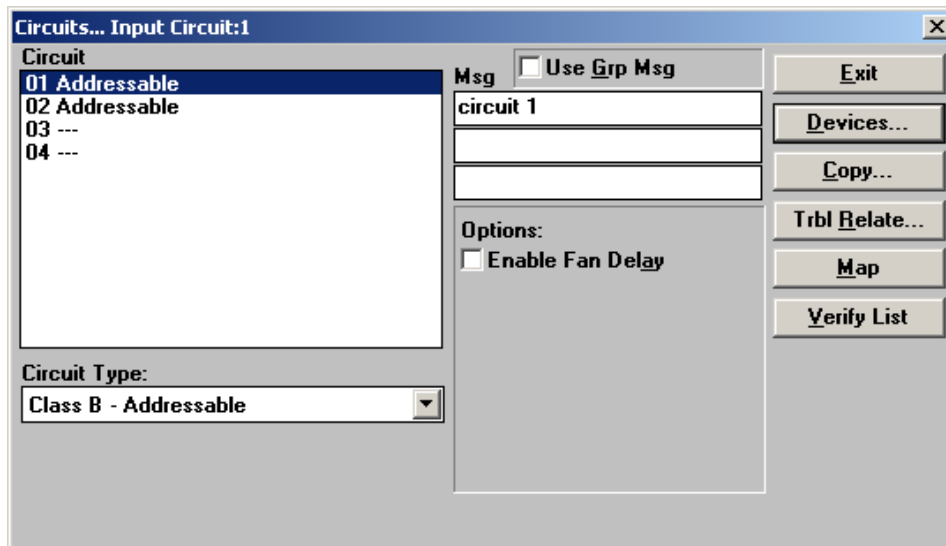 Circuits... Input Circuit:1
Circuit
01 Addressable
02 Addressable
03 ---
04 ---
Circuit Type:
Class B - Addressable
Msg
Use Grp Msg
circuit 1
Options:
Enable Fan Delay
Exit
Devices...
Copy...
Trbl Relate...
Map
Verify List